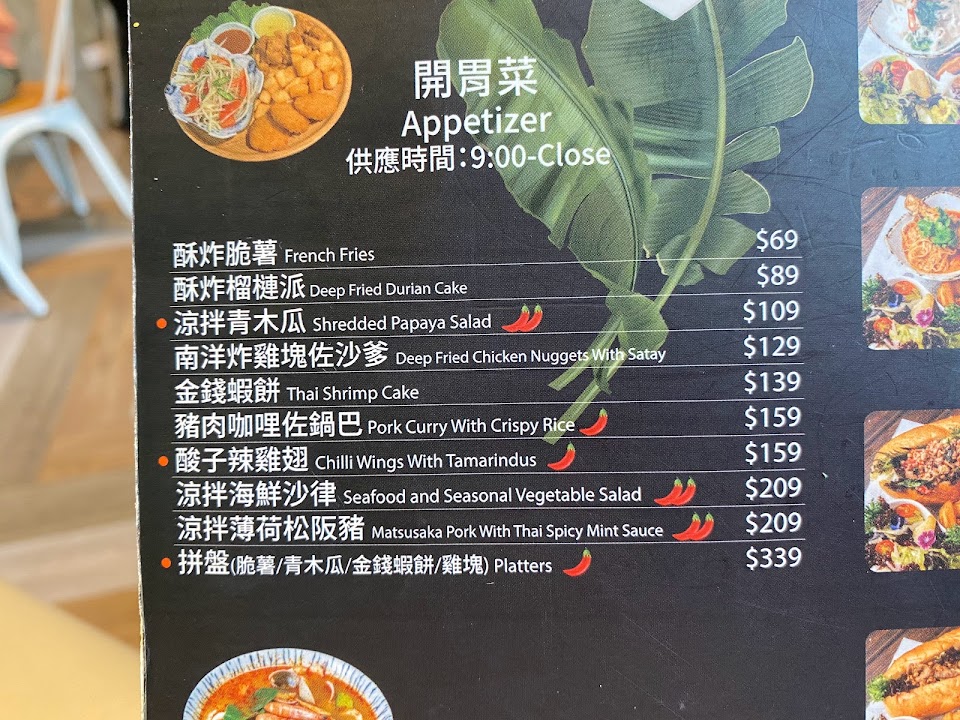 開胃菜
Appetizer
供應時間：9:00-Close
酥炸脆薯 French Fries $69
酥炸榴槤派 Deep Fried Durian Cake $89
涼拌青木瓜 Shredded Papaya Salad $109
南洋炸雞塊佐沙爹 Deep Fried Chicken Nuggets With Satay $129
金錢蝦餅 Thai Shrimp Cake $139
豬肉咖哩佐鍋巴 Pork Curry With Crispy Rice $159
酸子辣雞翅 Chilli Wings With Tamarindus $159
涼拌海鮮沙律 Seafood and Seasonal Vegetable Salad $209
涼拌薄荷松阪豬 Matsusaka Pork With Thai Spicy Mint Sauce $209
拼盤(脆薯/青木瓜/金錢蝦餅/雞塊) Platters $339